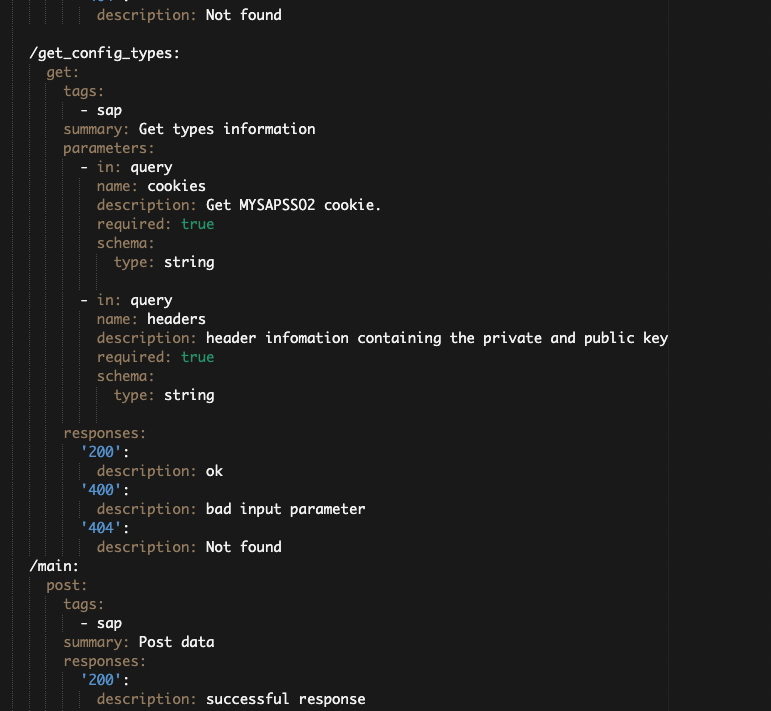 description: Not found
/get_config_types:
get:
tags:
- sap
summary: Get types information
parameters:
- in: query
name: cookies
description: Get MYSAPSSO2 cookie.
required: true
schema:
type: string
- in: query
name: headers
description: header infomation containing the private and public key
required: true
schema:
type: string
responses:
'200':
description: ok
'400':
description: bad input parameter
'404':
description: Not found
/main:
post:
tags:
- sap
summary: Post data
responses:
'200':
description: successful response